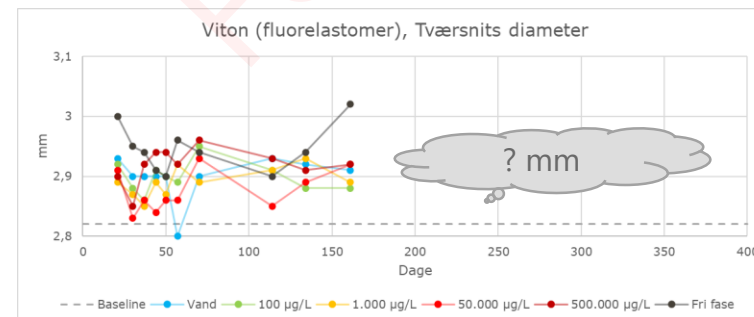 Viton (fluorelastomer), Tværsnits diameter
3,1
3
2,9
2,8
mm
? mm
0 50 100 150 200 250 300 350 400
Dage
Baseline Vand 100 µg/L 1.000 µg/L 50.000 µg/L 500.000 µg/L Fri fase